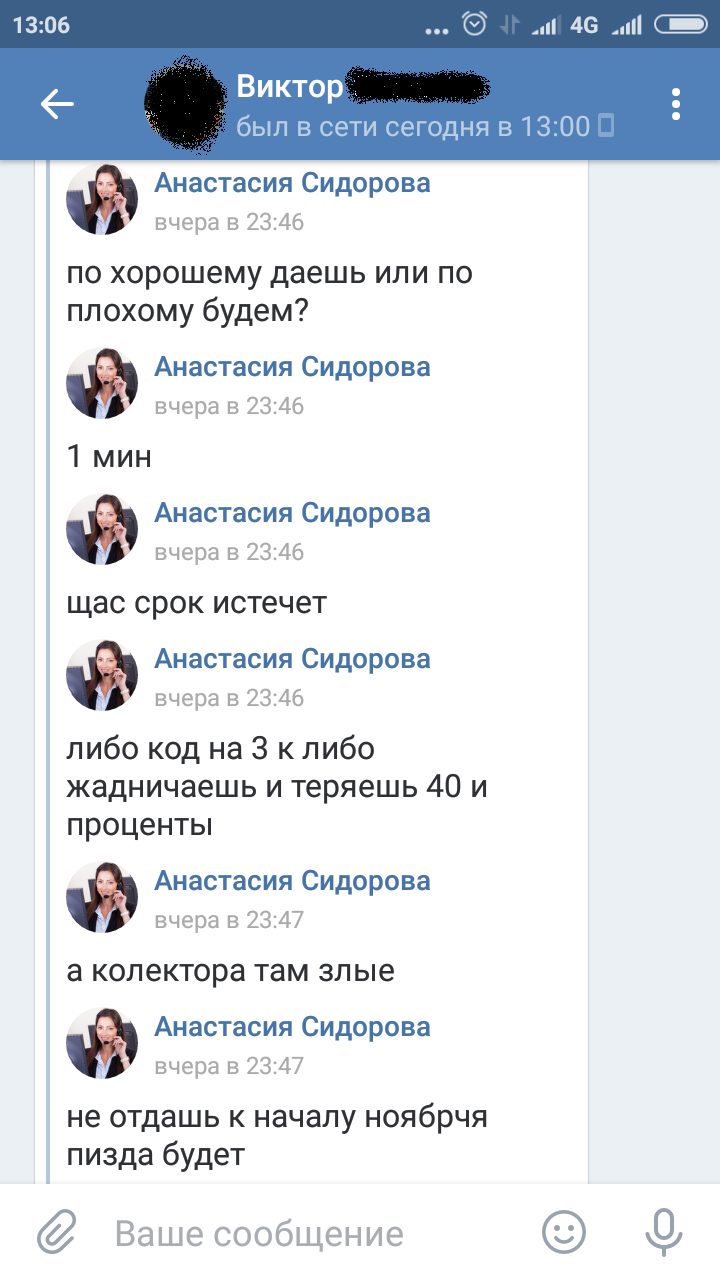 13:06
4G
Виктор
был в сети сегодня в 13:00
Анастасия Сидорова
вчера в 23:46
по хорошему даешь или по
плохому будем?
Анастасия Сидорова
вчера в 23:46
1 мин
Анастасия Сидорова
вчера в 23:46
щас срок истечет
Анастасия Сидорова
вчера в 23:46
либо код на 3 к либо
жадничаешь и теряешь 40 и
проценты
Анастасия Сидорова
вчера в 23:47
а колектора там злые
Анастасия Сидорова
вчера в 23:47
не отдашь к началу ноябрчя
пизда будет
Ваше сообщение